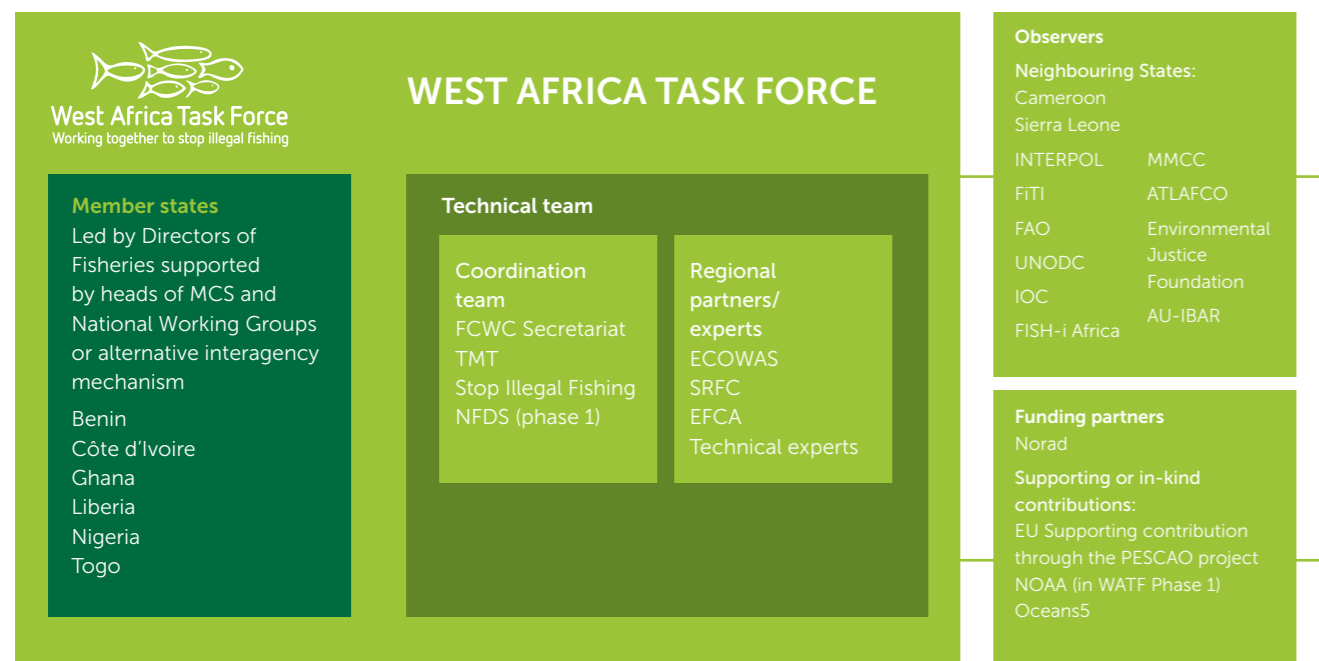 West Africa Task Force
Working together to stop illegal fishing
WEST AFRICA TASK FORCE
Member states
Led by Directors of
Fisheries supported
by heads of MCS and
National Working Groups
or alternative interagency
mechanism
Benin
Côte d’Ivoire
Ghana
Liberia
Nigeria
Togo
Technical team
Coordination
team
FCWC Secretariat
TMT
Stop Illegal Fishing
NFDS (phase 1)
Regional
partners/
experts
ECOWAS
SRFC
EFCA
Technical experts
Observers
Neighbouring States:
Cameroon
Sierra Leone
INTERPOL
FiTI
FAO
UNODC
IOC
FISH-i Africa
MMCC
ATLAFCO
Environmental
Justice
Foundation
AU-IBAR
Funding partners
Norad
Supporting or in-kind
contributions:
EU Supporting contribution
through the PESCAO project
NOAA (in WATF Phase 1)
Oceans5